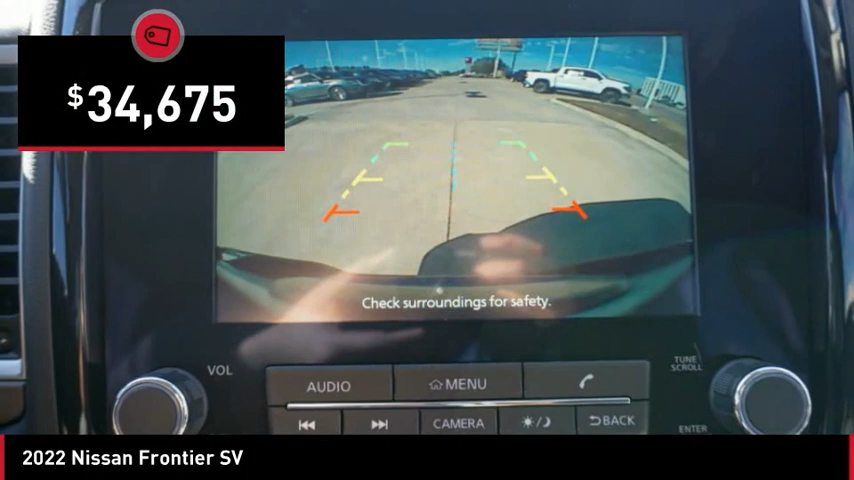 $34,675
Check surroundings for safety.
VOL
TUNE
SCROLL
AUDIO
MENU
CAMERA
BACK
ENTER
2022 Nissan Frontier SV